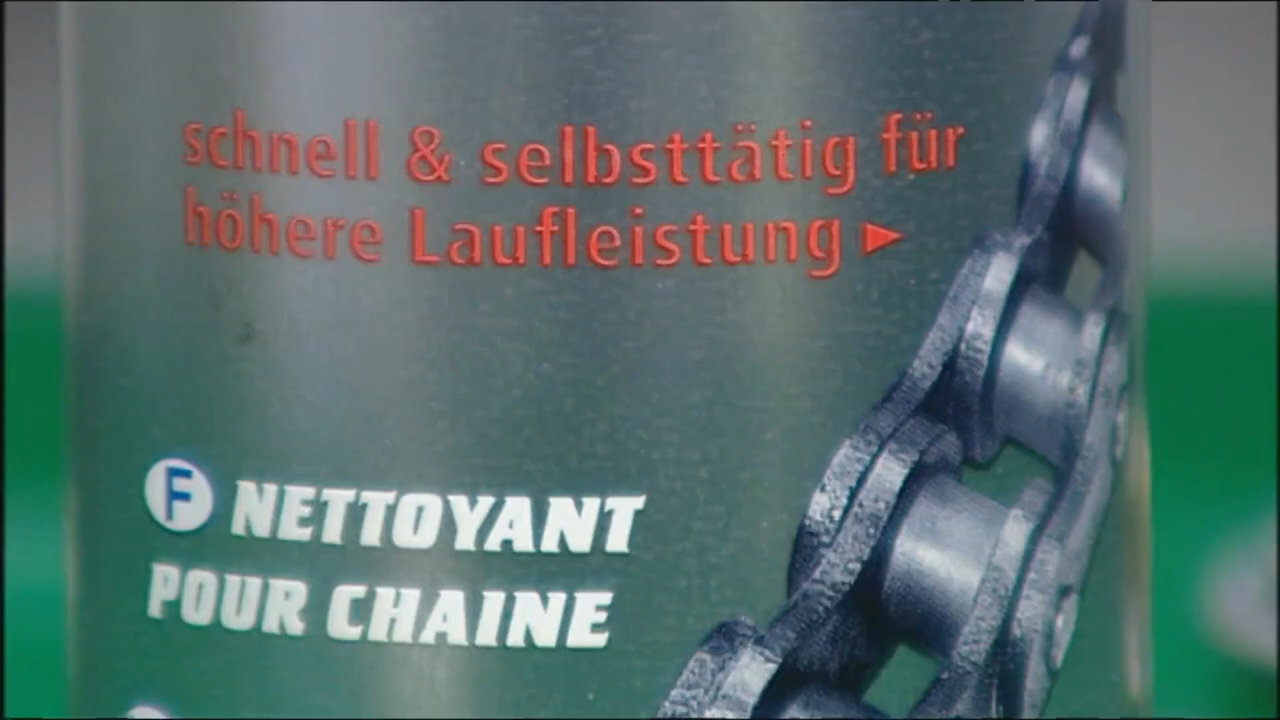 schnell & selbsttätig für
höhere Laufleistung ►
F NETTOYANT
POUR CHAINE